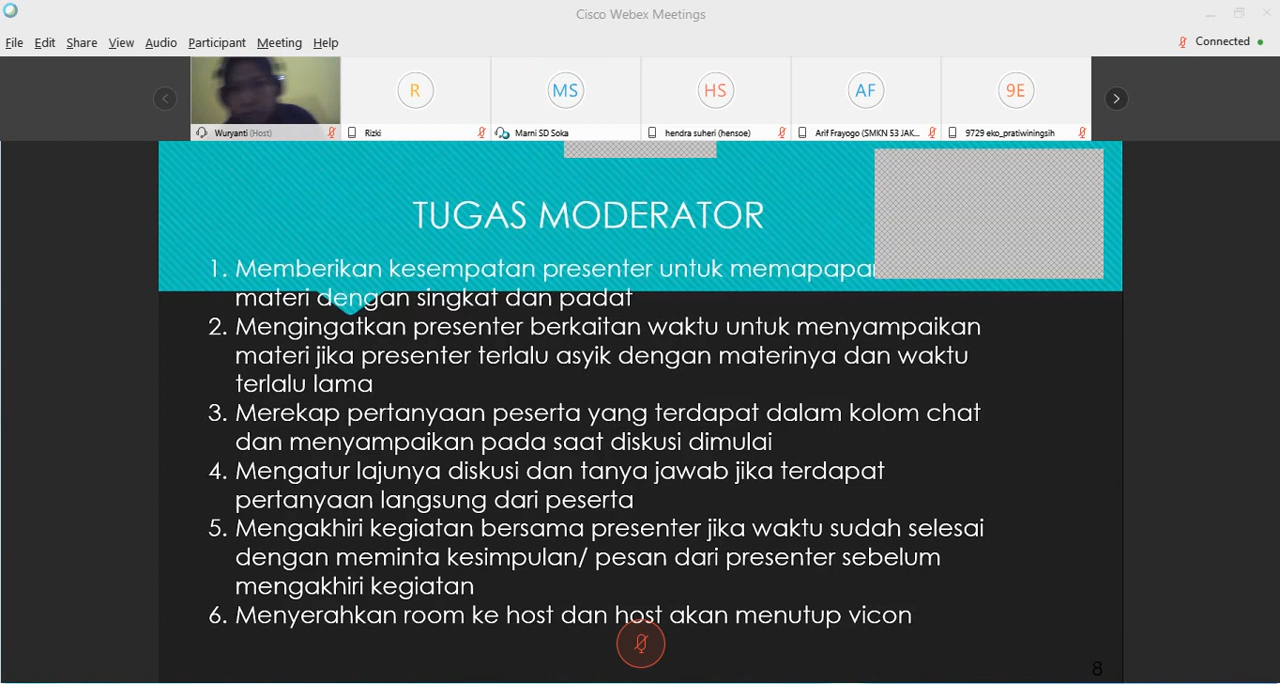 Cisco Webex Meetings
File Edit Share View Audio Participant Meeting Help
Connected
R
MS
HS
AF
9E
Wuryanti (Host)
Rizki
Marni SD Soka
hendra suheri (hensoe)
Arif Frayogo (SMKN 53 JAK...
9729 eko_pratiwiningsih
TUGAS MODERATOR
1. Memberikan kesempatan presenter untuk memapapar
materi dengan singkat dan padat
2. Mengingatkan presenter berkaitan waktu untuk menyampaikan
materi jika presenter terlalu asyik dengan materinya dan waktu
terlalu lama
3. Merekap pertanyaan peserta yang terdapat dalam kolom chat
dan menyampaikan pada saat diskusi dimulai
4. Mengatur lajunya diskusi dan tanya jawab jika terdapat
pertanyaan langsung dari peserta
5. Mengakhiri kegiatan bersama presenter jika waktu sudah selesai
dengan meminta kesimpulan/ pesan dari presenter sebelum
mengakhiri kegiatan
6. Menyerahkan room ke host dan host akan menutup vicon
8